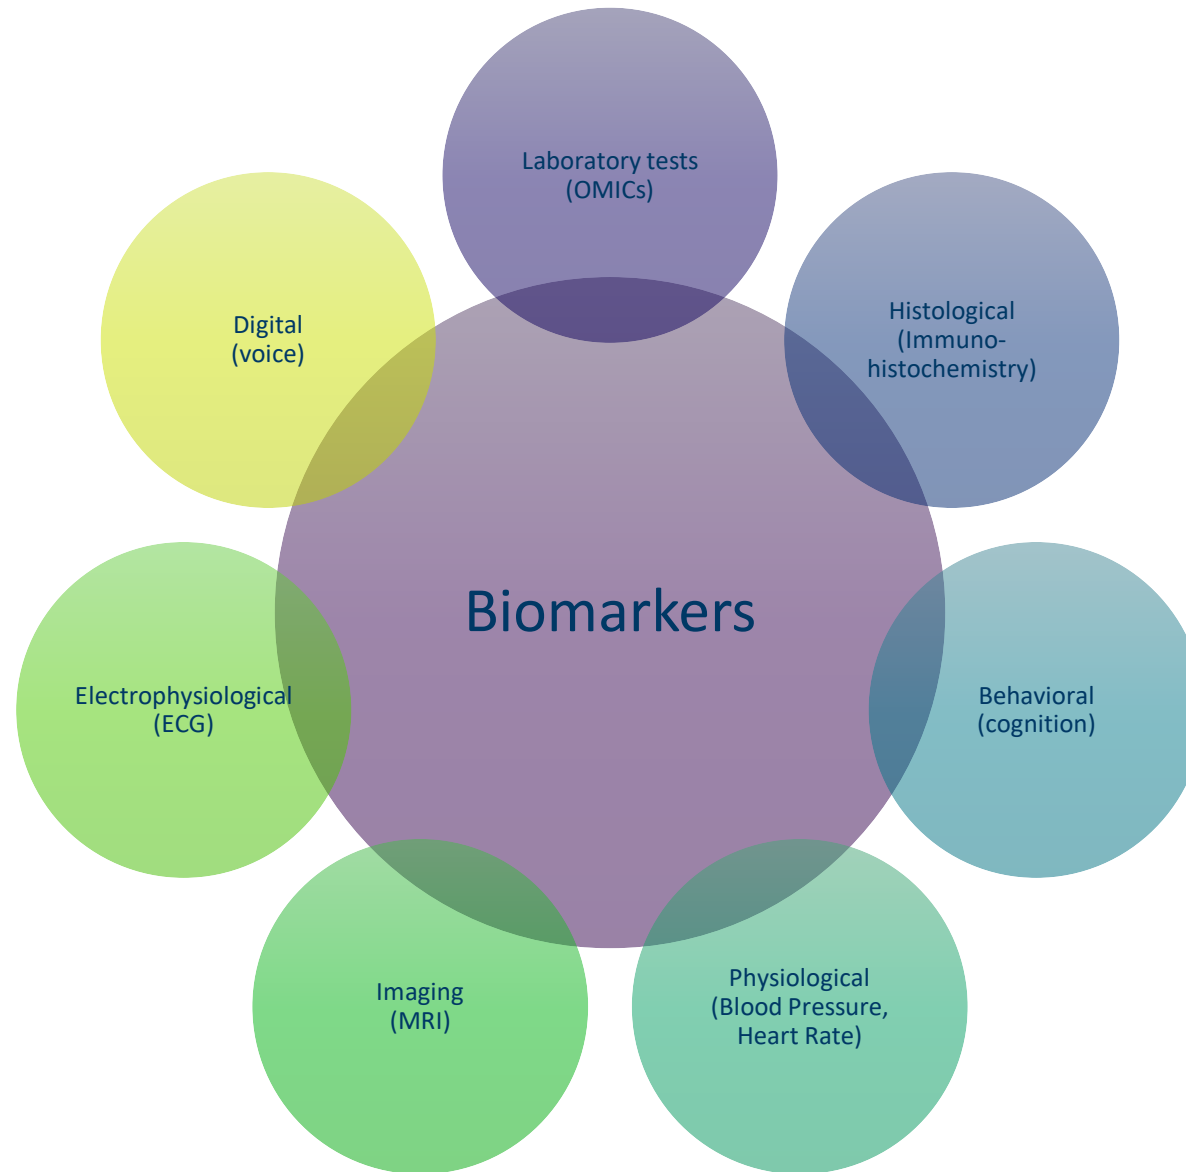 Laboratory tests
(OMICs)
Histological
(Immuno-
histochemistry)
Behavioral
(cognition)
Physiological
(Blood Pressure,
Heart Rate)
Imaging
(MRI)
Electrophysiological
(ECG)
Digital
(voice)
Biomarkers